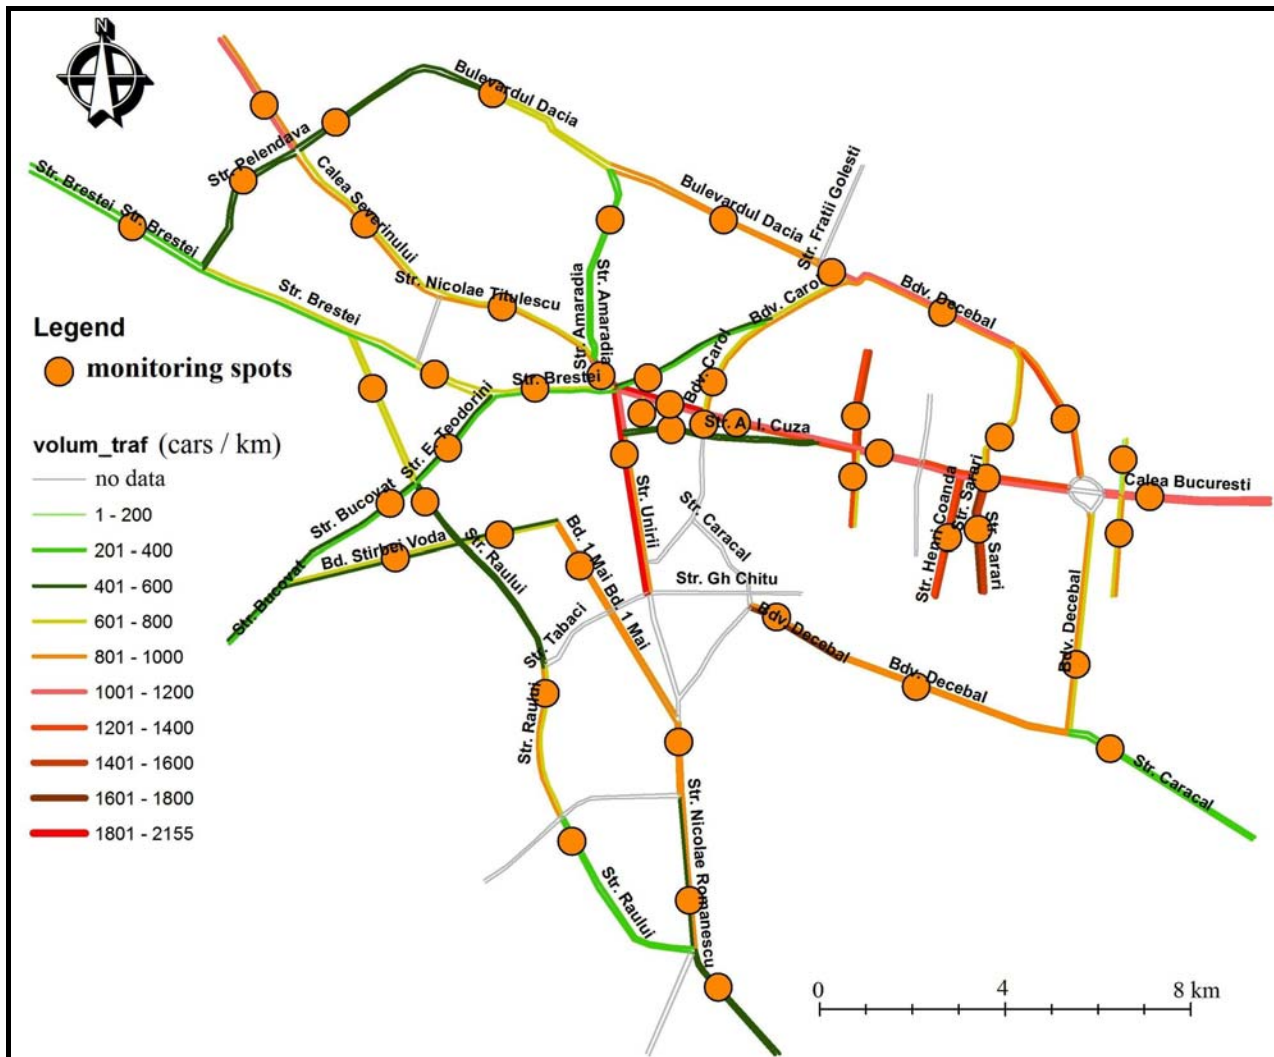 N
Bulevardul Dacia
Str. Pelendava
Str. Brestei
Str. Brestei
Calea Severinului
Bulevardul Dacia
Str. Fratii Golesti
Str. Brestei
Str. Nicolae Titulescu
Str. Amaradia
Str. Amaradia
Bdv. Carol
Bdv. Decebal
Bdv. Carol
Str. Brestei
Str. E. Teodorini
Str. A. I. Cuza
Calea Bucuresti
Str. Bucovat
Str. Unirii
Str. Caracal
Str. Henri Coanda
Str. Sarari
Str. Sarari
Bd. Stirbei Voda
Str. Raului
Bd. 1 Mai
Bd. 1 Mai
Str. Gh Chitu
Str. Bucovat
Str. Tabaci
Bdv. Decebal
Bdv. Decebal
Bdv. Decebal
Str. Raului
Str. Caracal
Str. Nicolae Romanescu
Str. Raului
Legend
monitoring spots
volum_traf (cars / km)
no data
1 - 200
201 - 400
401 - 600
601 - 800
801 - 1000
1001 - 1200
1201 - 1400
1401 - 1600
1601 - 1800
1801 - 2155
0 4 8 km